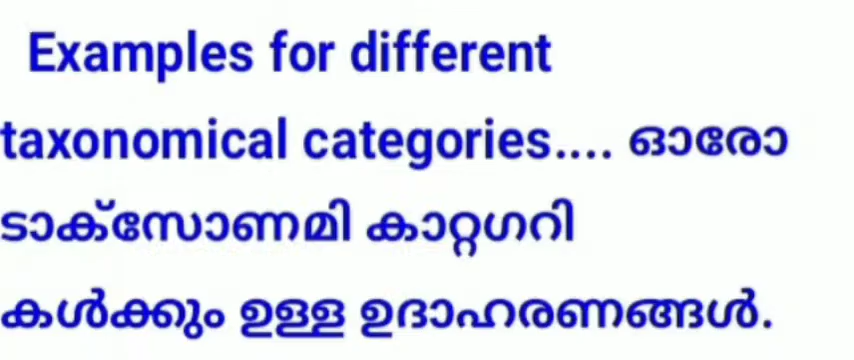 Examples for different
taxonomical categories.... ഓരോ
ടാക്സോണമി കാറ്റഗറി
കൾക്കും ഉള്ള ഉദാഹരണങ്ങൾ.